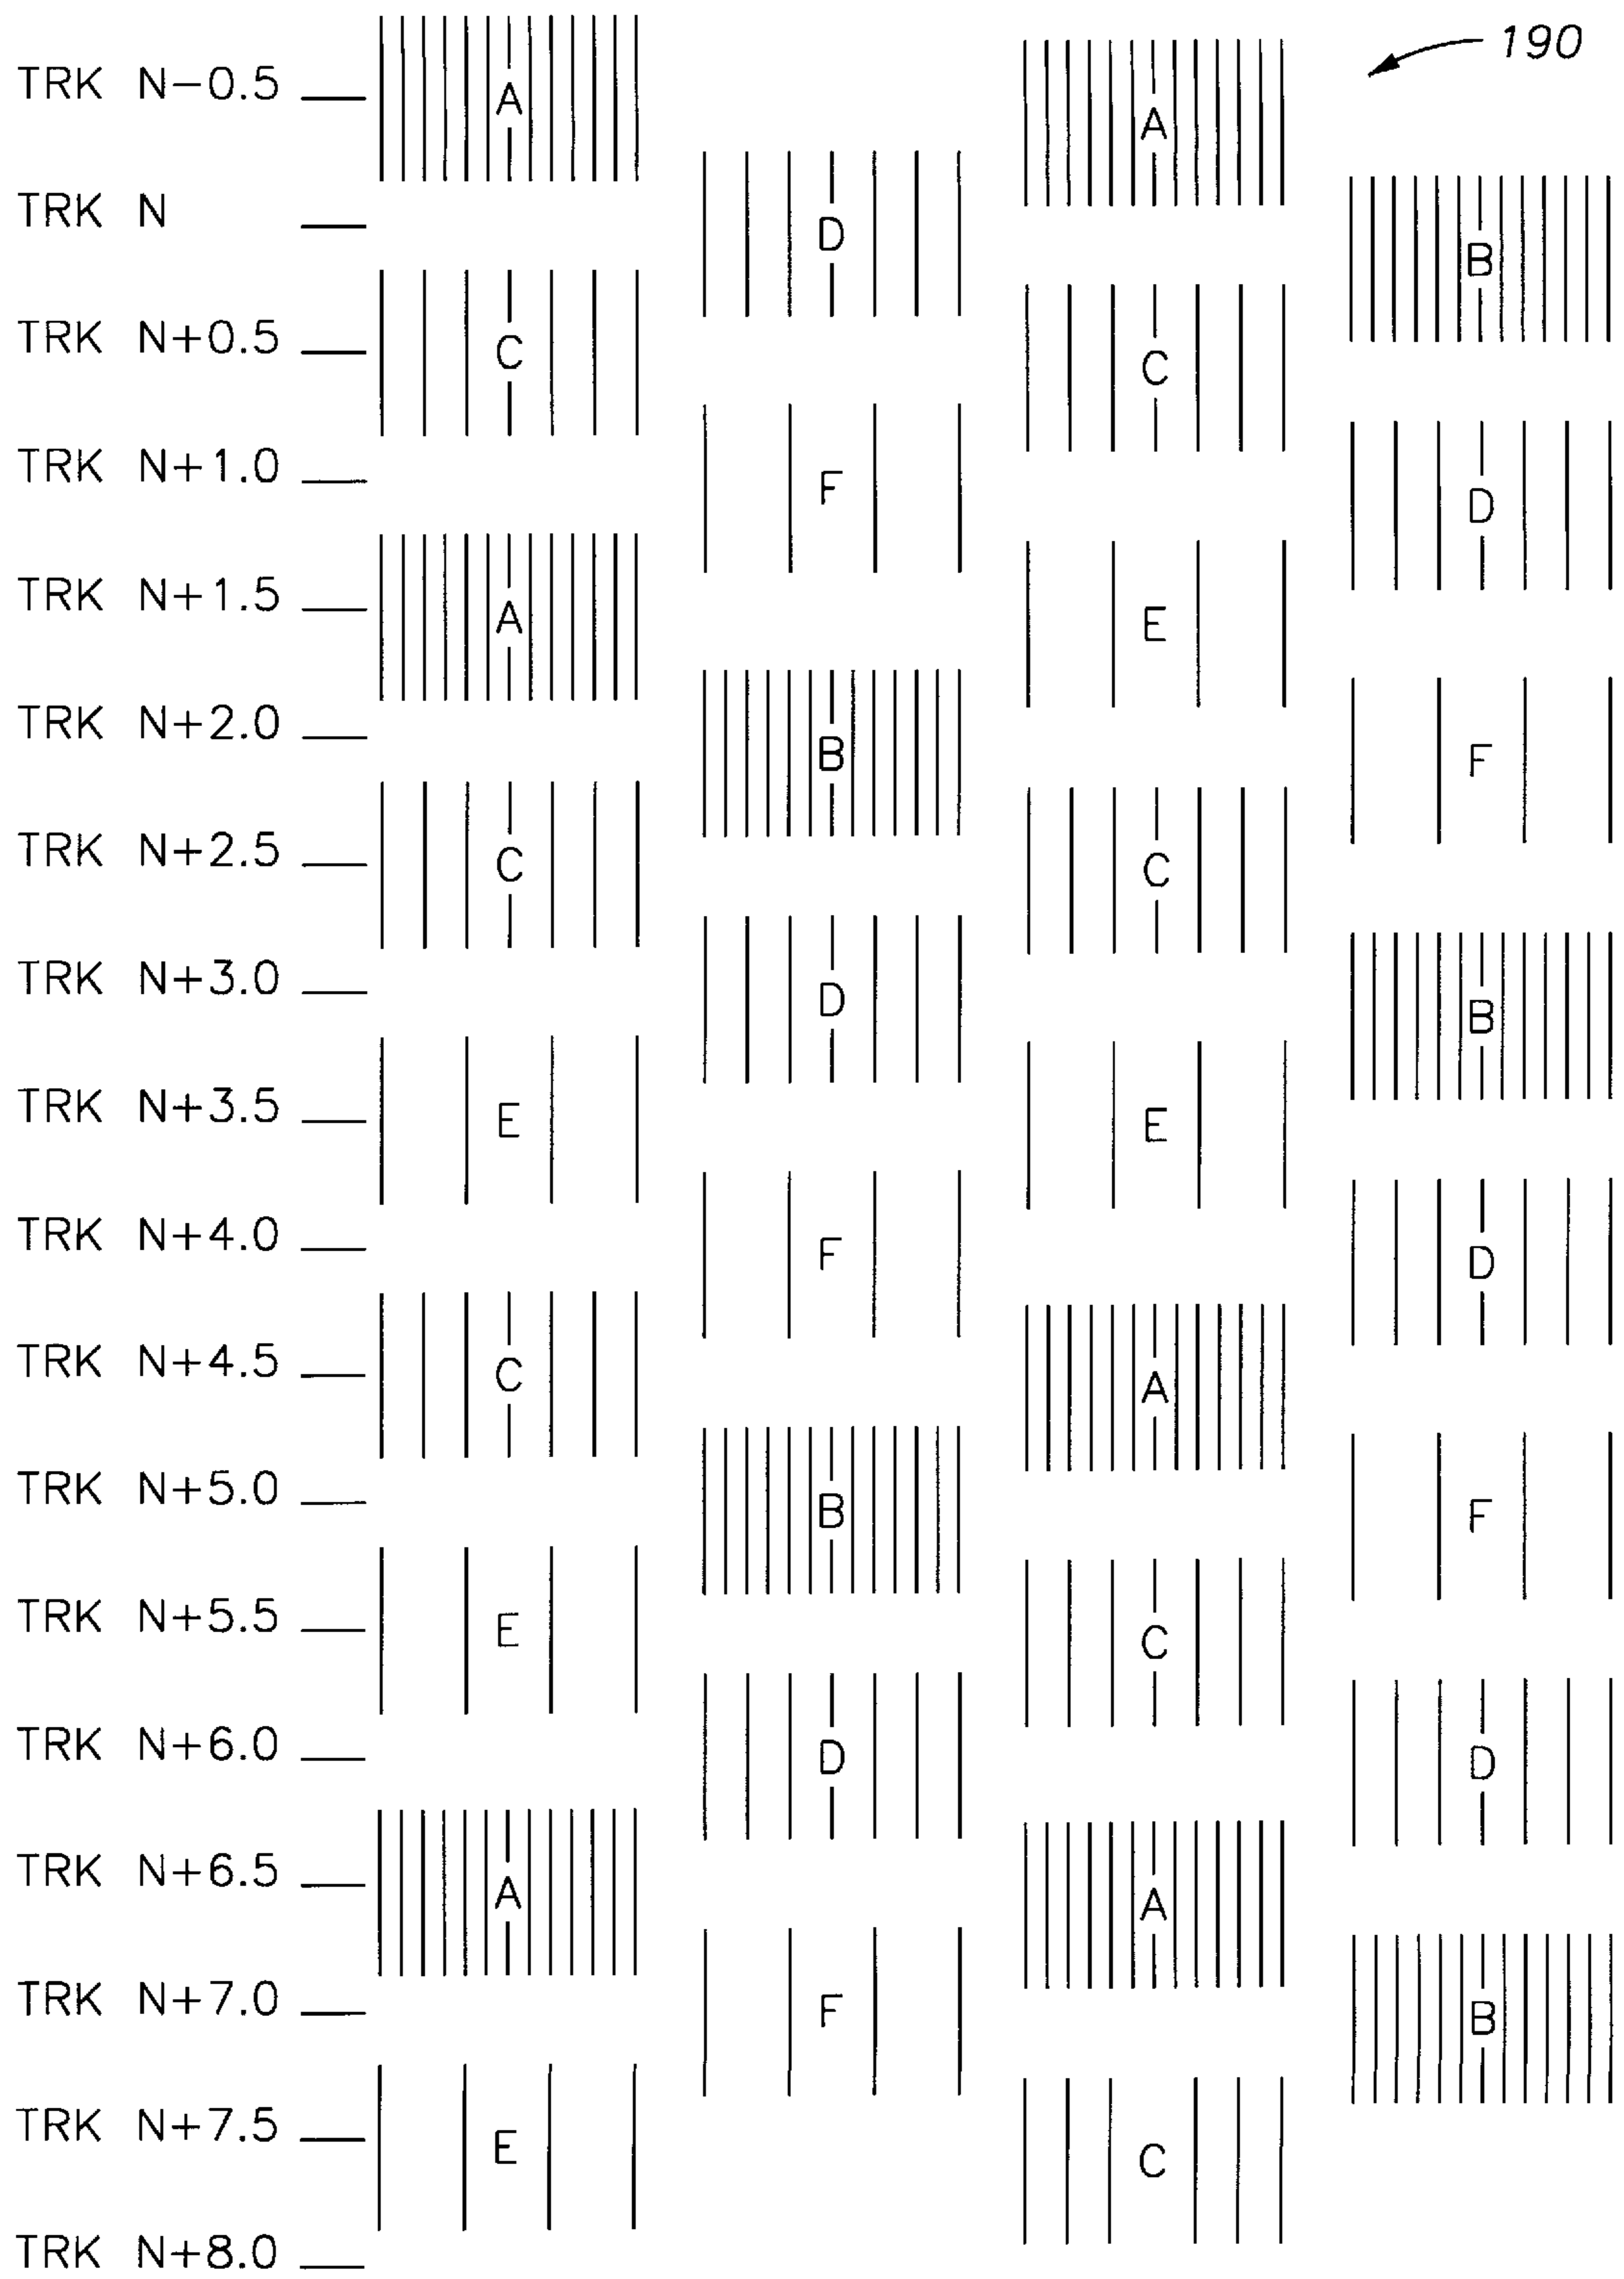 190
TRK N−0.5 A A
TRK N D B
TRK N+0.5 C C
TRK N+1.0 F D
TRK N+1.5 A E
TRK N+2.0 B F
TRK N+2.5 C C
TRK N+3.0 D B
TRK N+3.5 E E
TRK N+4.0 F D
TRK N+4.5 C A
TRK N+5.0 B F
TRK N+5.5 E C
TRK N+6.0 D D
TRK N+6.5 A A
TRK N+7.0 F B
TRK N+7.5 E C
TRK N+8.0